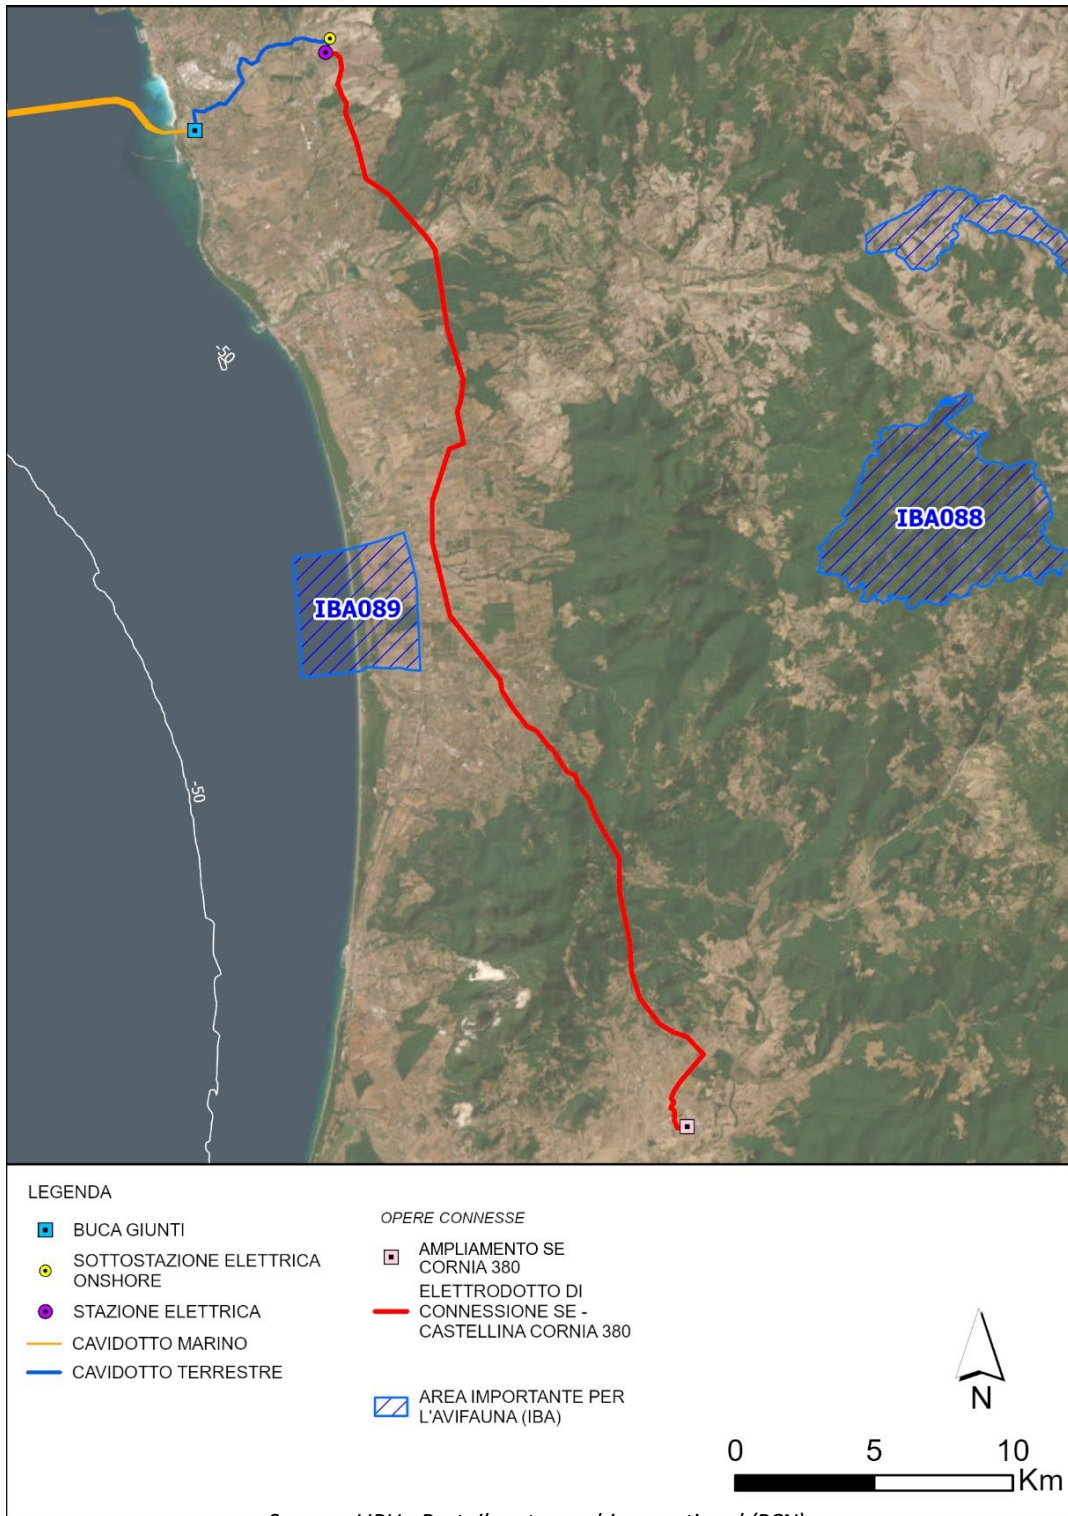 IBA088
IBA089
-50
LEGENDA
BUCA GIUNTI
SOTTOSTAZIONE ELETTRICA
ONSHORE
STAZIONE ELETTRICA
CAVIDOTTO MARINO
CAVIDOTTO TERRESTRE
OPERE CONNESSE
AMPLIAMENTO SE
CORNIA 380
ELETTRODOTTO DI
CONNESSIONE SE -
CASTELLINA CORNIA 380
AREA IMPORTANTE PER
L'AVIFAUNA (IBA)
N
0 5 10
Km